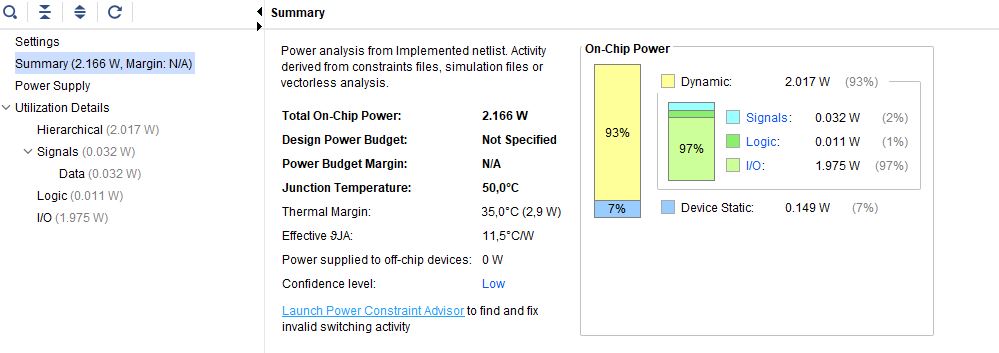 Summary
Settings
Summary (2.166 W, Margin: N/A)
Power Supply
Utilization Details
Hierarchical (2.017 W)
Signals (0.032 W)
Data (0.032 W)
Logic (0.011 W)
I/O (1.975 W)
Power analysis from Implemented netlist. Activity
derived from constraints files, simulation files or
vectorless analysis.
Total On-Chip Power: 2.166 W
Design Power Budget: Not Specified
Power Budget Margin: N/A
Junction Temperature: 50,0°C
Thermal Margin: 35,0°C (2,9 W)
Effective ϑJA: 11,5°C/W
Power supplied to off-chip devices: 0 W
Confidence level: Low
Launch Power Constraint Advisor to find and fix
invalid switching activity
On-Chip Power
93%
7%
Dynamic: 2.017 W (93%)
97%
Signals: 0.032 W (2%)
Logic: 0.011 W (1%)
I/O: 1.975 W (97%)
Device Static: 0.149 W (7%)